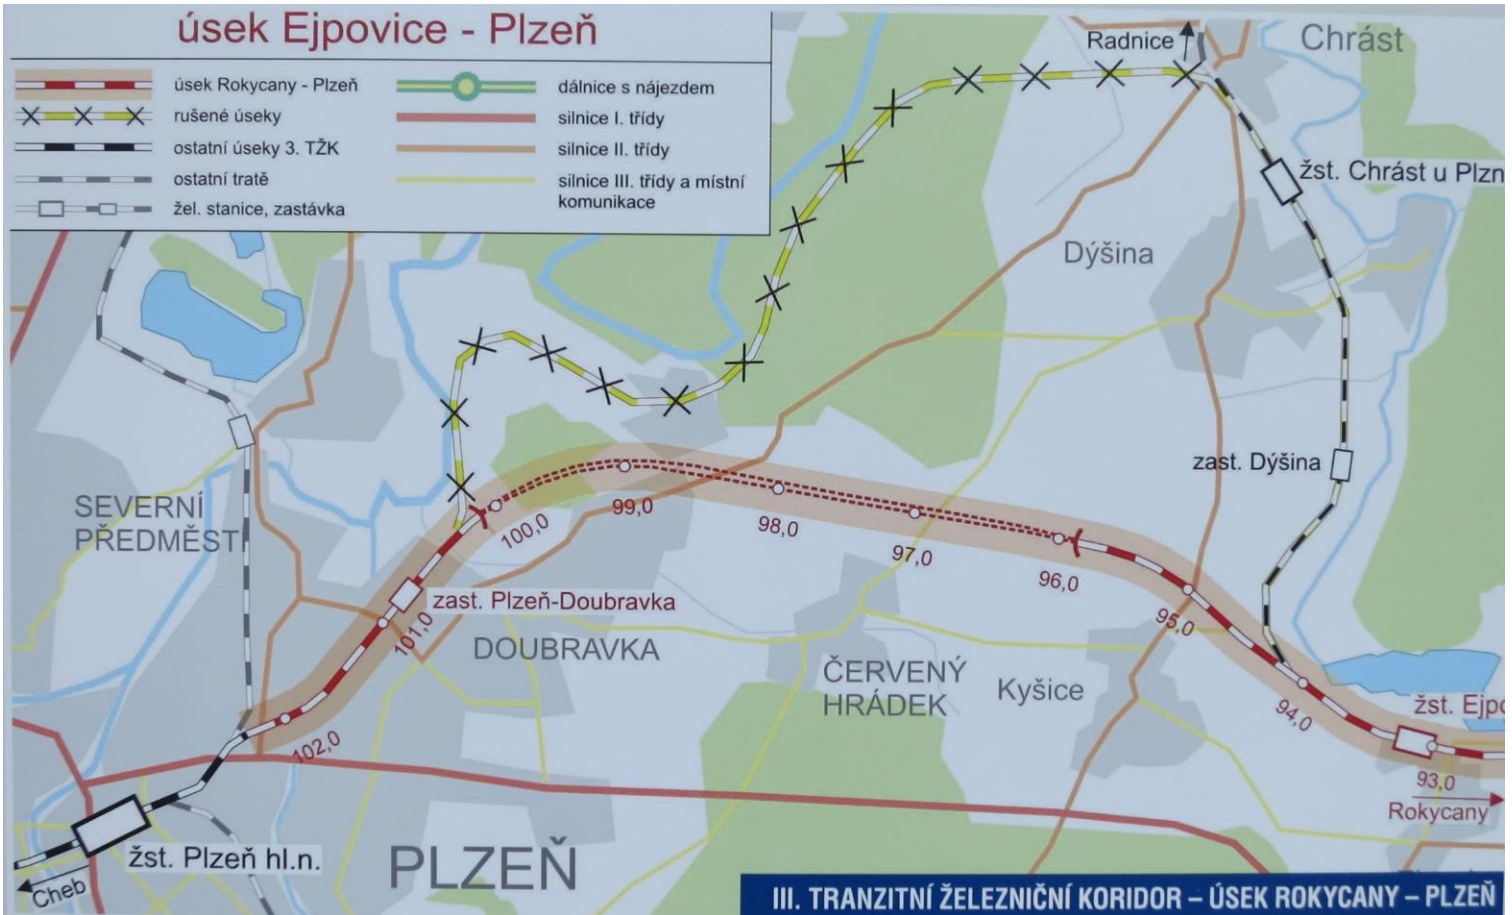 úsek Ejpovice - Plzeň
úsek Rokycany - Plzeň
rušené úseky
ostatní úseky 3. TŽK
ostatní tratě
žel. stanice, zastávka
dálnice s nájezdem
silnice I. třídy
silnice II. třídy
silnice III. třídy a místní
komunikace
Radnice
Chrást
žst. Chrást u Plzn
Dýšina
zast. Dýšina
SEVERNÍ
PŘEDMĚSTÍ
100,0
99,0
98,0
97,0
96,0
95,0
zast. Plzeň-Doubravka
101,0
DOUBRAVKA
ČERVENÝ
HRÁDEK
Kyšice
94,0
žst. Ejpo
102,0
93,0
Rokycany
žst. Plzeň hl.n.
PLZEŇ
Cheb
III. TRANZITNÍ ŽELEZNIČNÍ KORIDOR – ÚSEK ROKYCANY – PLZEŇ